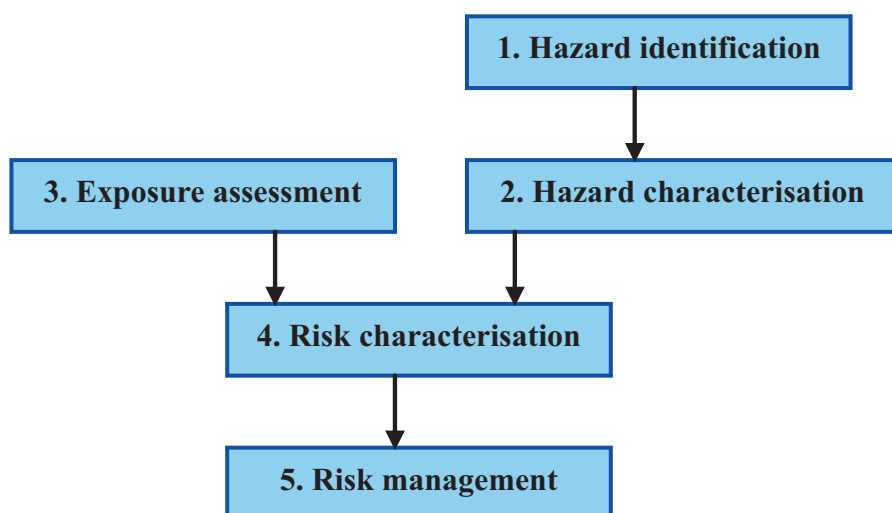 1. Hazard identification
3. Exposure assessment
2. Hazard characterisation
4. Risk characterisation
5. Risk management